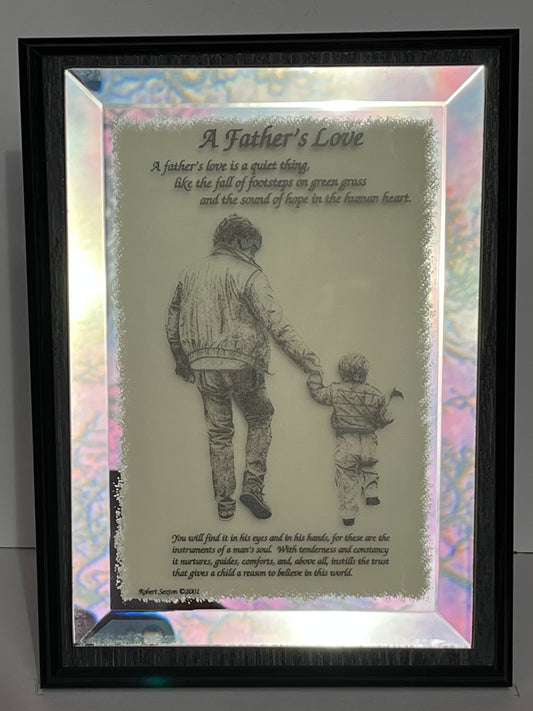 A Father's Love
A father's love is a quiet thing,
like the fall of footsteps on green grass
and the sound of hope in the human heart.
You will find it in his eyes and in his hands, for these are the
instruments of a man's soul. With tenderness and constancy
it nurtures, guides, comforts, and, above all, instills the trust
that gives a child a reason to believe in this world.
Robert Sexton ©2001